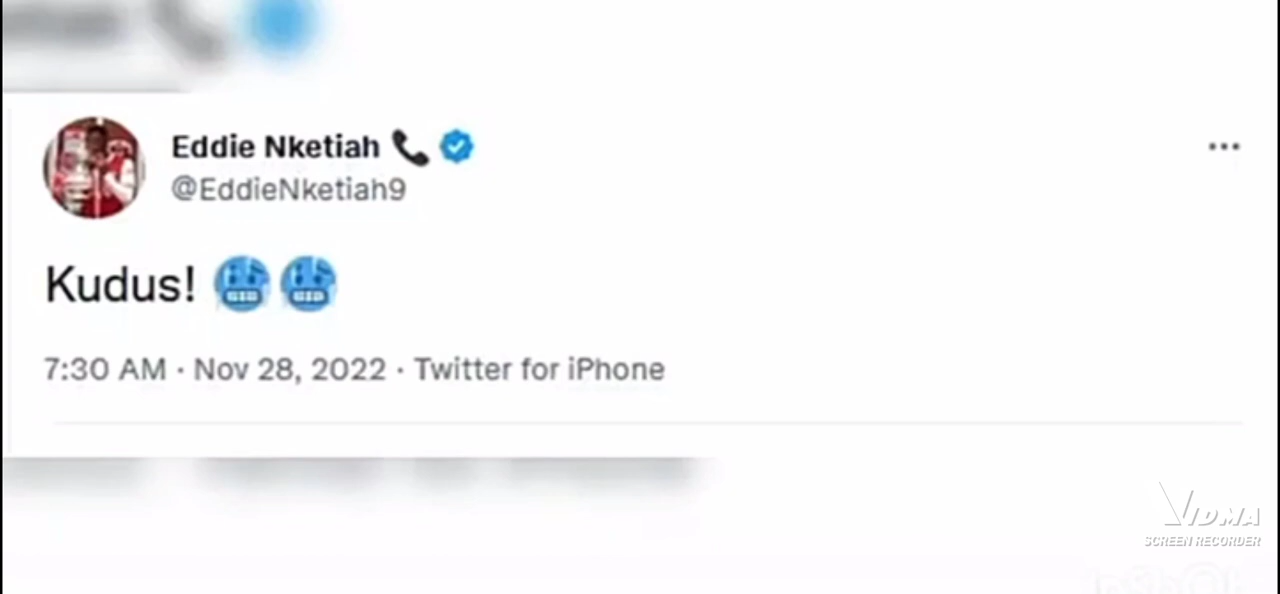 Eddie Nketiah 📞
@EddieNketiah9
Kudus! 🥶🥶
7:30 AM · Nov 28, 2022 · Twitter for iPhone
VIDMA
SCREEN RECORDER